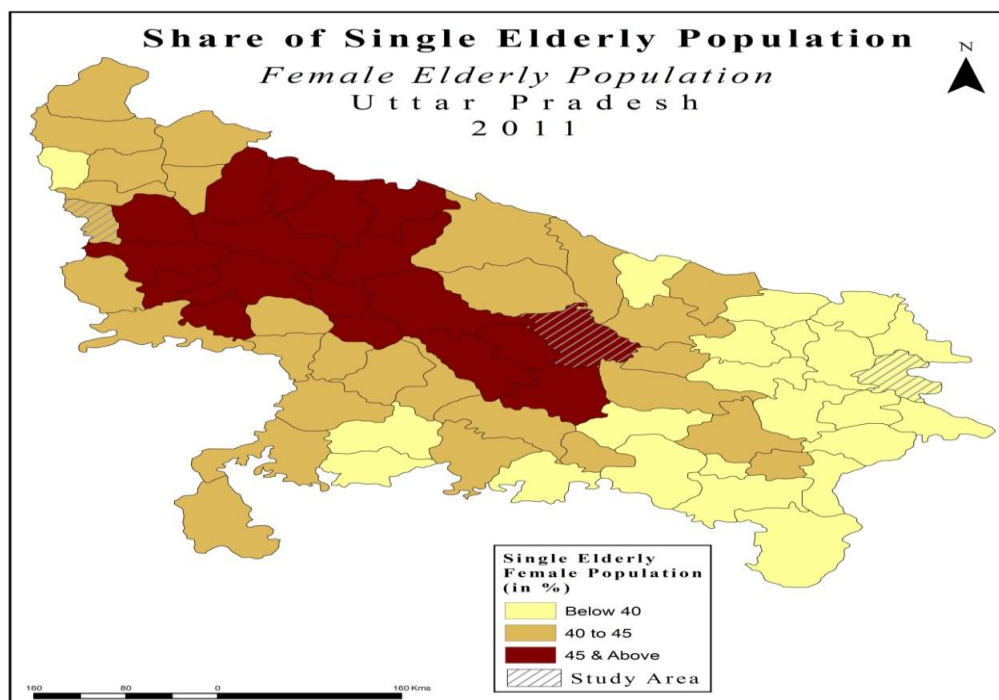 Share of Single Elderly Population
Female Elderly Population
Uttar Pradesh
2011
N
Single Elderly
Female Population
(in %)
Below 40
40 to 45
45 & Above
Study Area
160 80 0 160 Kms